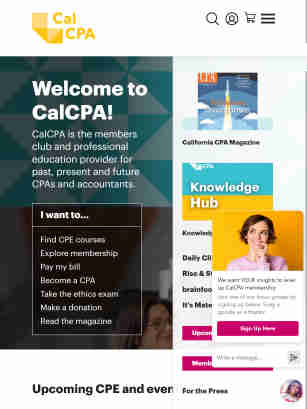 Cal
CPA
Welcome to
CalCPA!
CalCPA is the members
club and professional
education provider for
past, present and future
CPAs and accountants.
I want to...
Find CPE courses
Explore membership
Pay my bill
Become a CPA
Take the ethics exam
Make a donation
Read the magazine
Upcoming CPE and even
CPA
California CPA Magazine
CPA
Knowledge
Hub
Knowled
Daily Cli
Rise & S
brainfoo
It's Mate
Upcom
Memb
For the Press
We want YOUR insights to level
up CalCPA membership
Sign Up Here
Write a message...